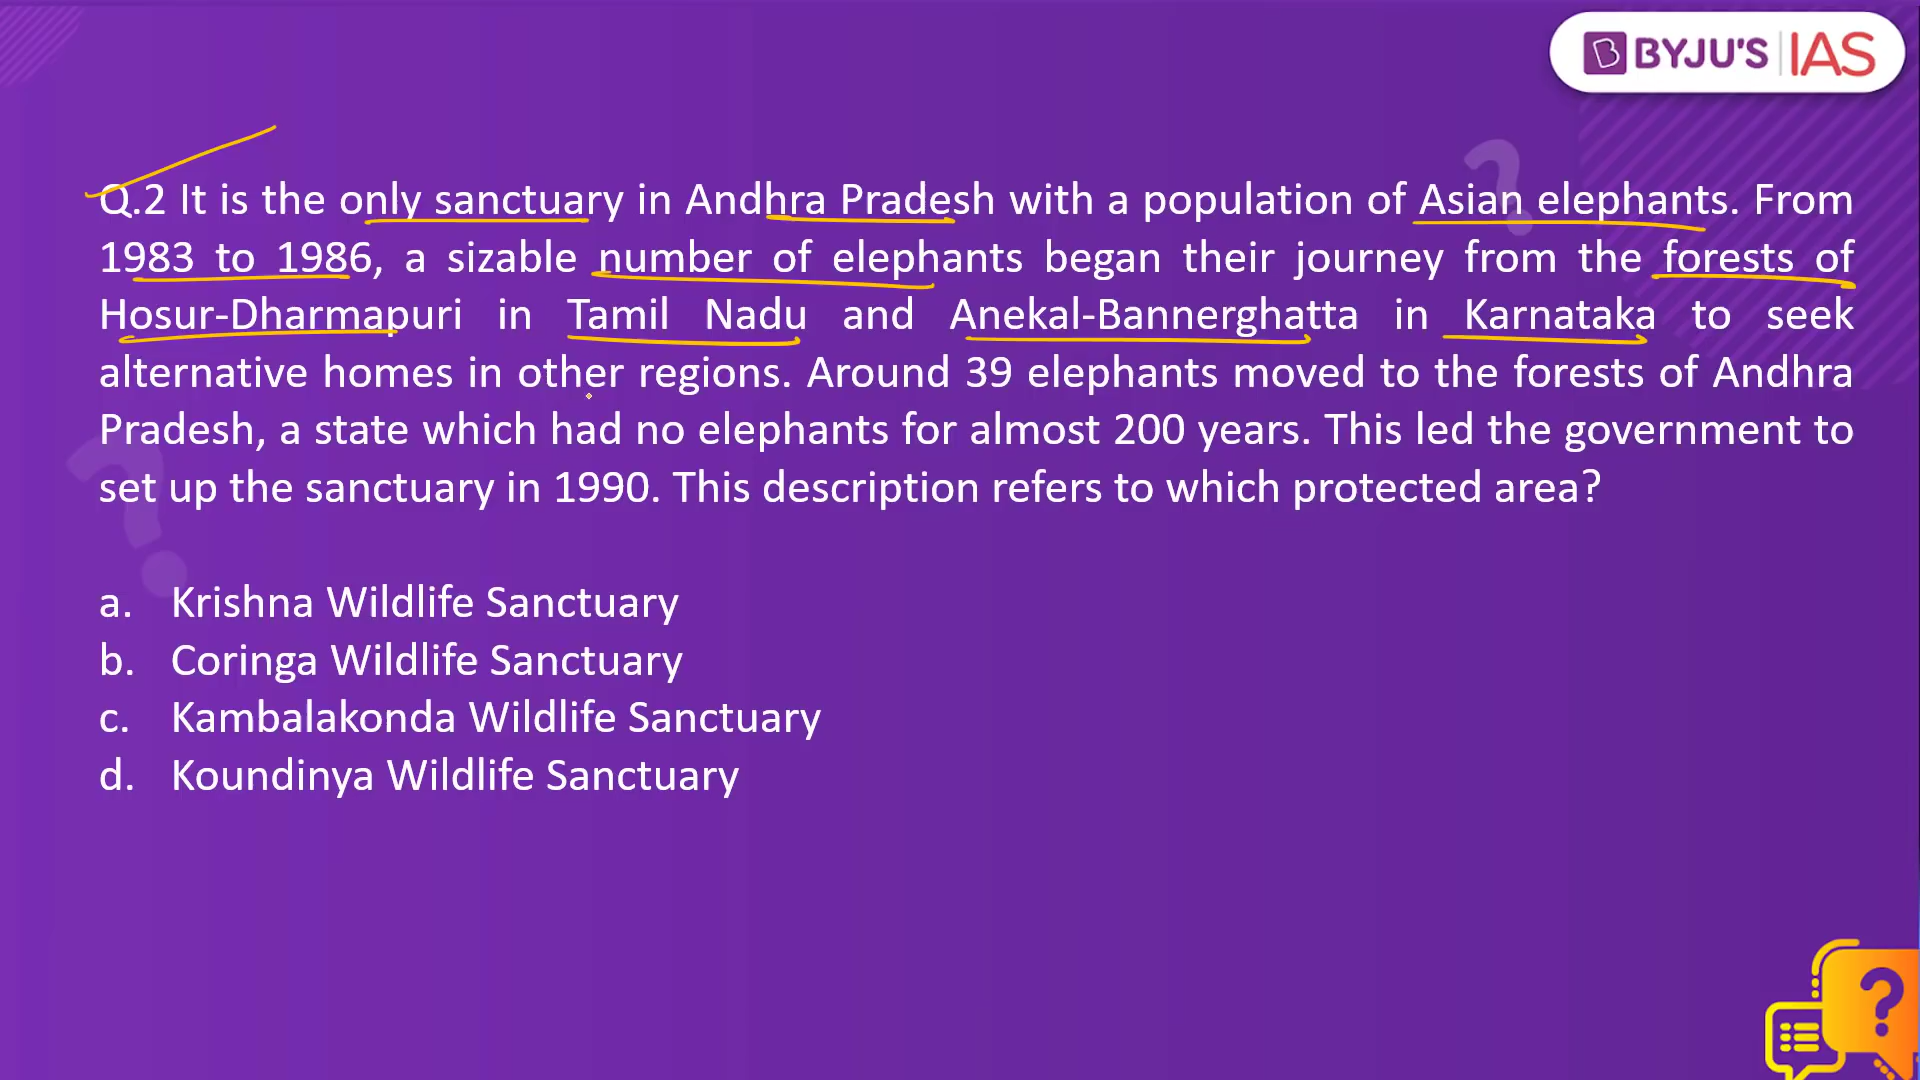 BYJU'S IAS
Q.2 It is the only sanctuary in Andhra Pradesh with a population of Asian elephants. From
1983 to 1986, a sizable number of elephants began their journey from the forests of
Hosur-Dharmapuri in Tamil Nadu and Anekal-Bannerghatta in Karnataka to seek
alternative homes in other regions. Around 39 elephants moved to the forests of Andhra
Pradesh, a state which had no elephants for almost 200 years. This led the government to
set up the sanctuary in 1990. This description refers to which protected area?
a. Krishna Wildlife Sanctuary
b. Coringa Wildlife Sanctuary
c. Kambalakonda Wildlife Sanctuary
d. Koundinya Wildlife Sanctuary